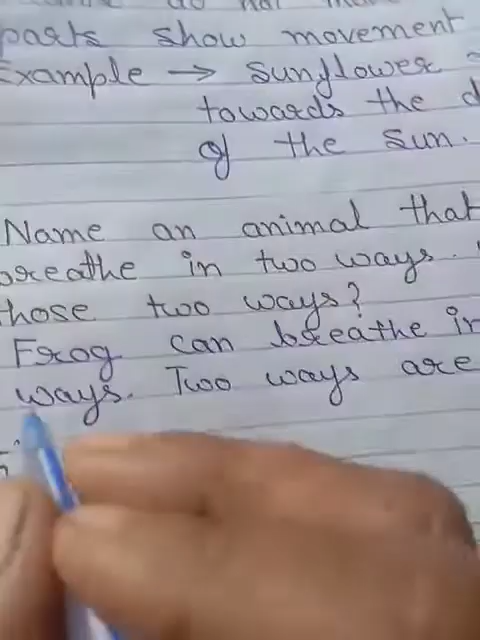 parts show movement
Example → Sunflower
towards the
of the sun.
Name an animal that
breathe in two ways.
those two ways?
Frog can breathe in
ways. Two ways are